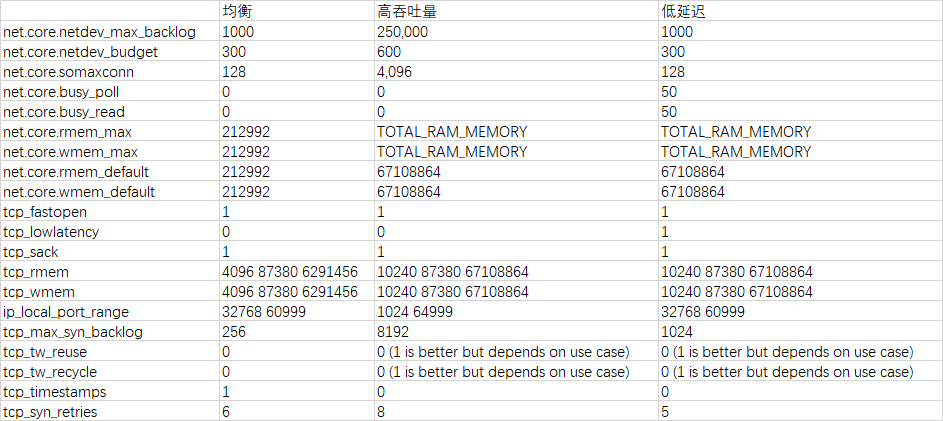 均衡 高吞吐量 低延迟
net.core.netdev_max_backlog 1000 250,000 1000
net.core.netdev_budget 300 600 300
net.core.somaxconn 128 4,096 128
net.core.busy_poll 0 0 50
net.core.busy_read 0 0 50
net.core.rmem_max 212992 TOTAL_RAM_MEMORY TOTAL_RAM_MEMORY
net.core.wmem_max 212992 TOTAL_RAM_MEMORY TOTAL_RAM_MEMORY
net.core.rmem_default 212992 67108864 67108864
net.core.wmem_default 212992 67108864 67108864
tcp_fastopen 1 1 1
tcp_lowlatency 0 0 1
tcp_sack 1 1 1
tcp_rmem 4096 87380 6291456 10240 87380 67108864 10240 87380 67108864
tcp_wmem 4096 87380 6291456 10240 87380 67108864 10240 87380 67108864
ip_local_port_range 32768 60999 1024 64999 32768 60999
tcp_max_syn_backlog 256 8192 1024
tcp_tw_reuse 0 0 (1 is better but depends on use case) 0 (1 is better but depends on use case)
tcp_tw_recycle 0 0 (1 is better but depends on use case) 0 (1 is better but depends on use case)
tcp_timestamps 1 0 0
tcp_syn_retries 6 8 5